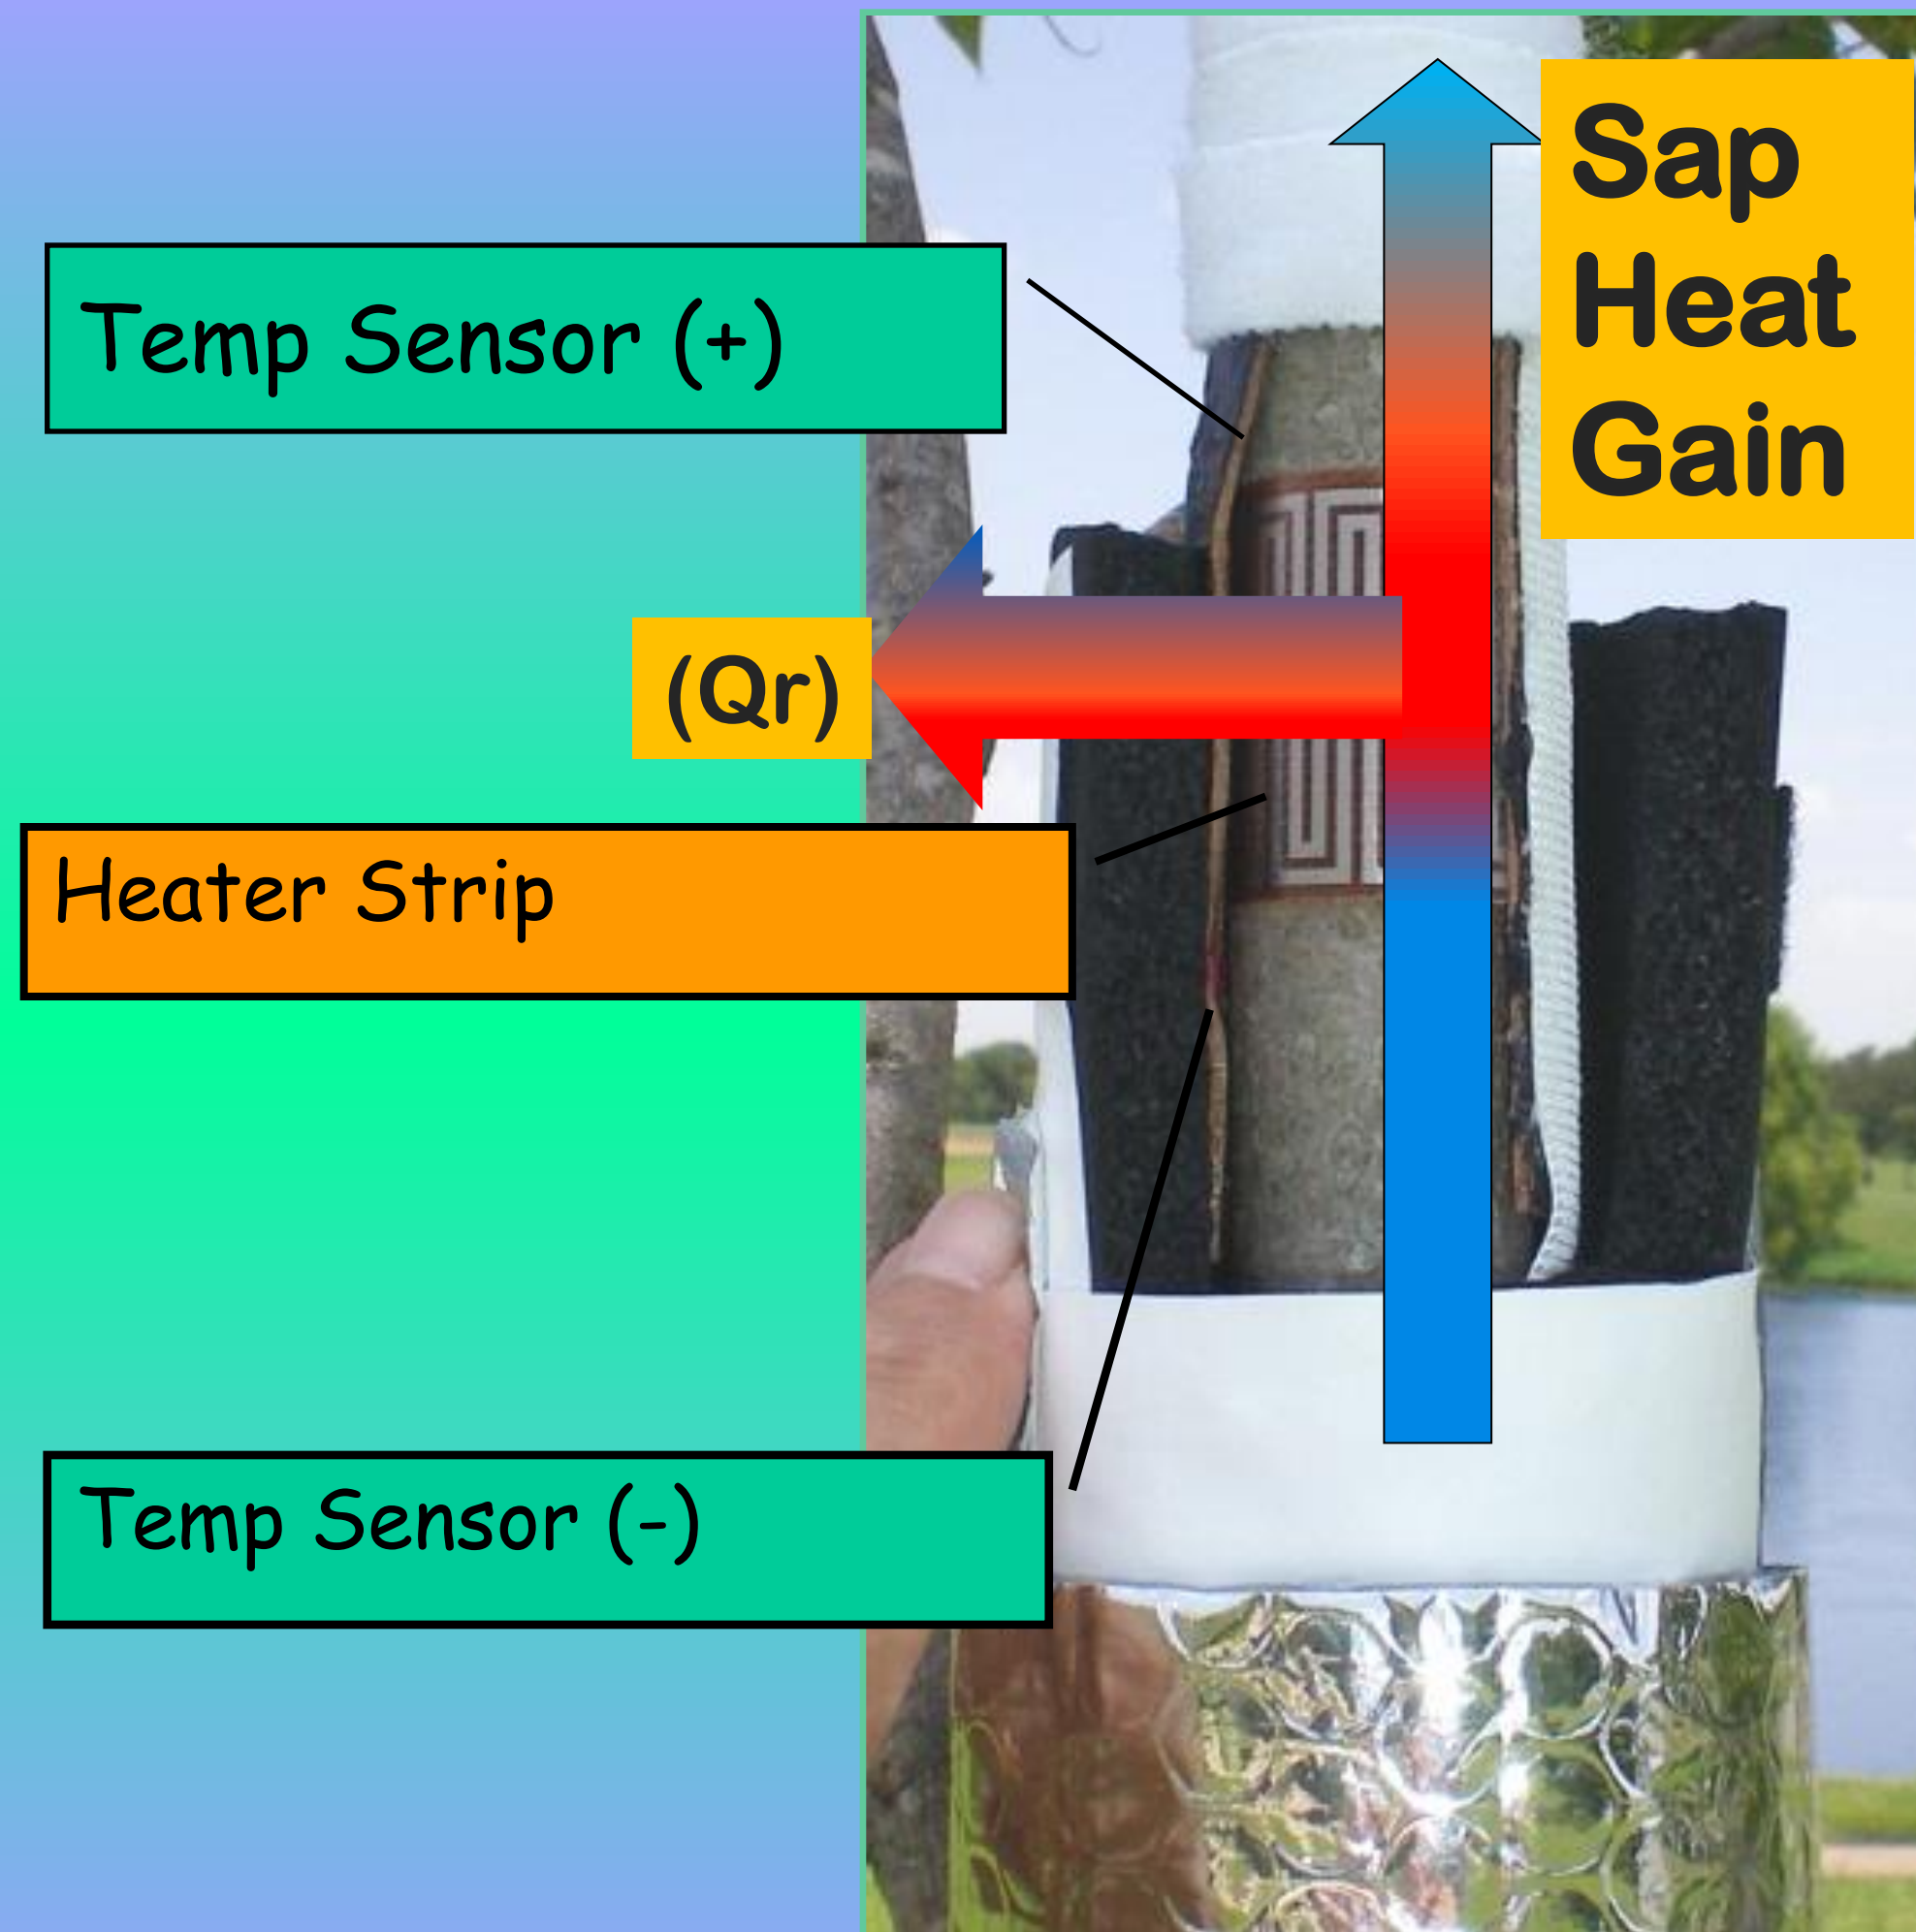 Sap
Heat
Gain
Temp Sensor (+)
(Qr)
Heater Strip
Temp Sensor (-)